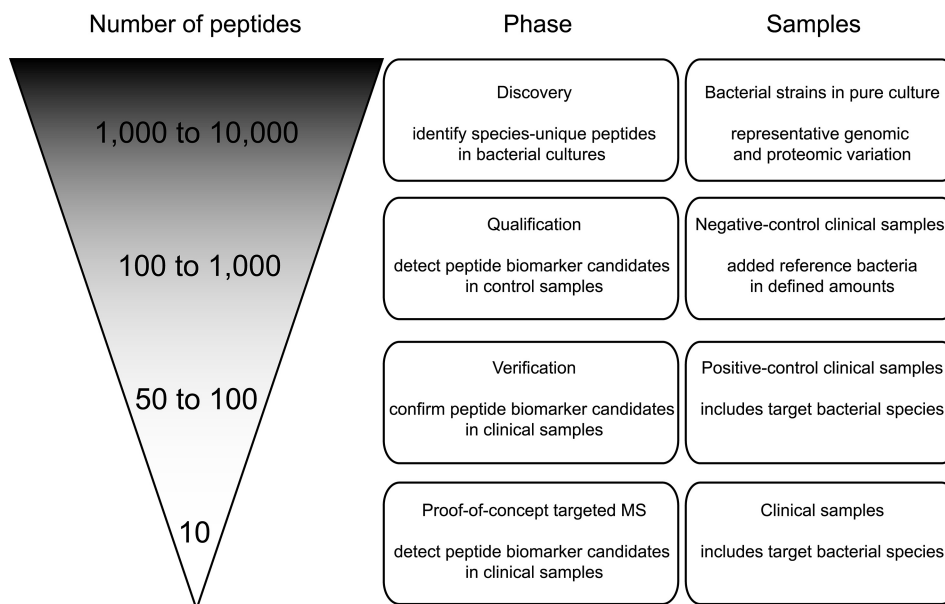 Number of peptides
Phase
Samples
1,000 to 10,000
Discovery
identify species-unique peptides
in bacterial cultures
Bacterial strains in pure culture
representative genomic
and proteomic variation
100 to 1,000
Qualification
detect peptide biomarker candidates
in control samples
Negative-control clinical samples
added reference bacteria
in defined amounts
50 to 100
Verification
confirm peptide biomarker candidates
in clinical samples
Positive-control clinical samples
includes target bacterial species
10
Proof-of-concept targeted MS
detect peptide biomarker candidates
in clinical samples
Clinical samples
includes target bacterial species